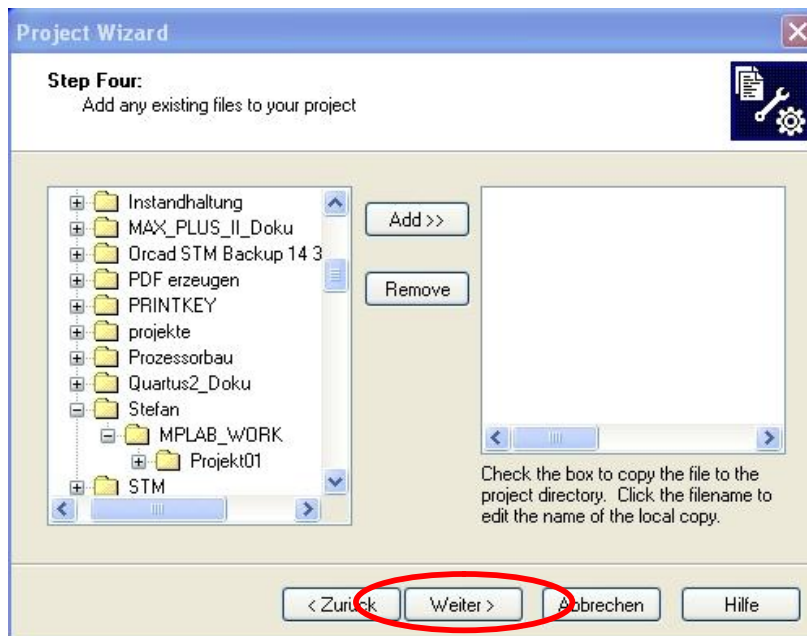 Project Wizard
Step Four:
Add any existing files to your project
Instandhaltung
MAX_PLUS_II_Doku
Orcad STM Backup 14 3
PDF erzeugen
PRINTKEY
projekte
Prozessorbau
Quartus2_Doku
Stefan
MPLAB_WORK
Projekt01
STM
Add >>
Remove
Check the box to copy the file to the
project directory. Click the filename to
edit the name of the local copy.
< Zurück
Weiter >
Abbrechen
Hilfe